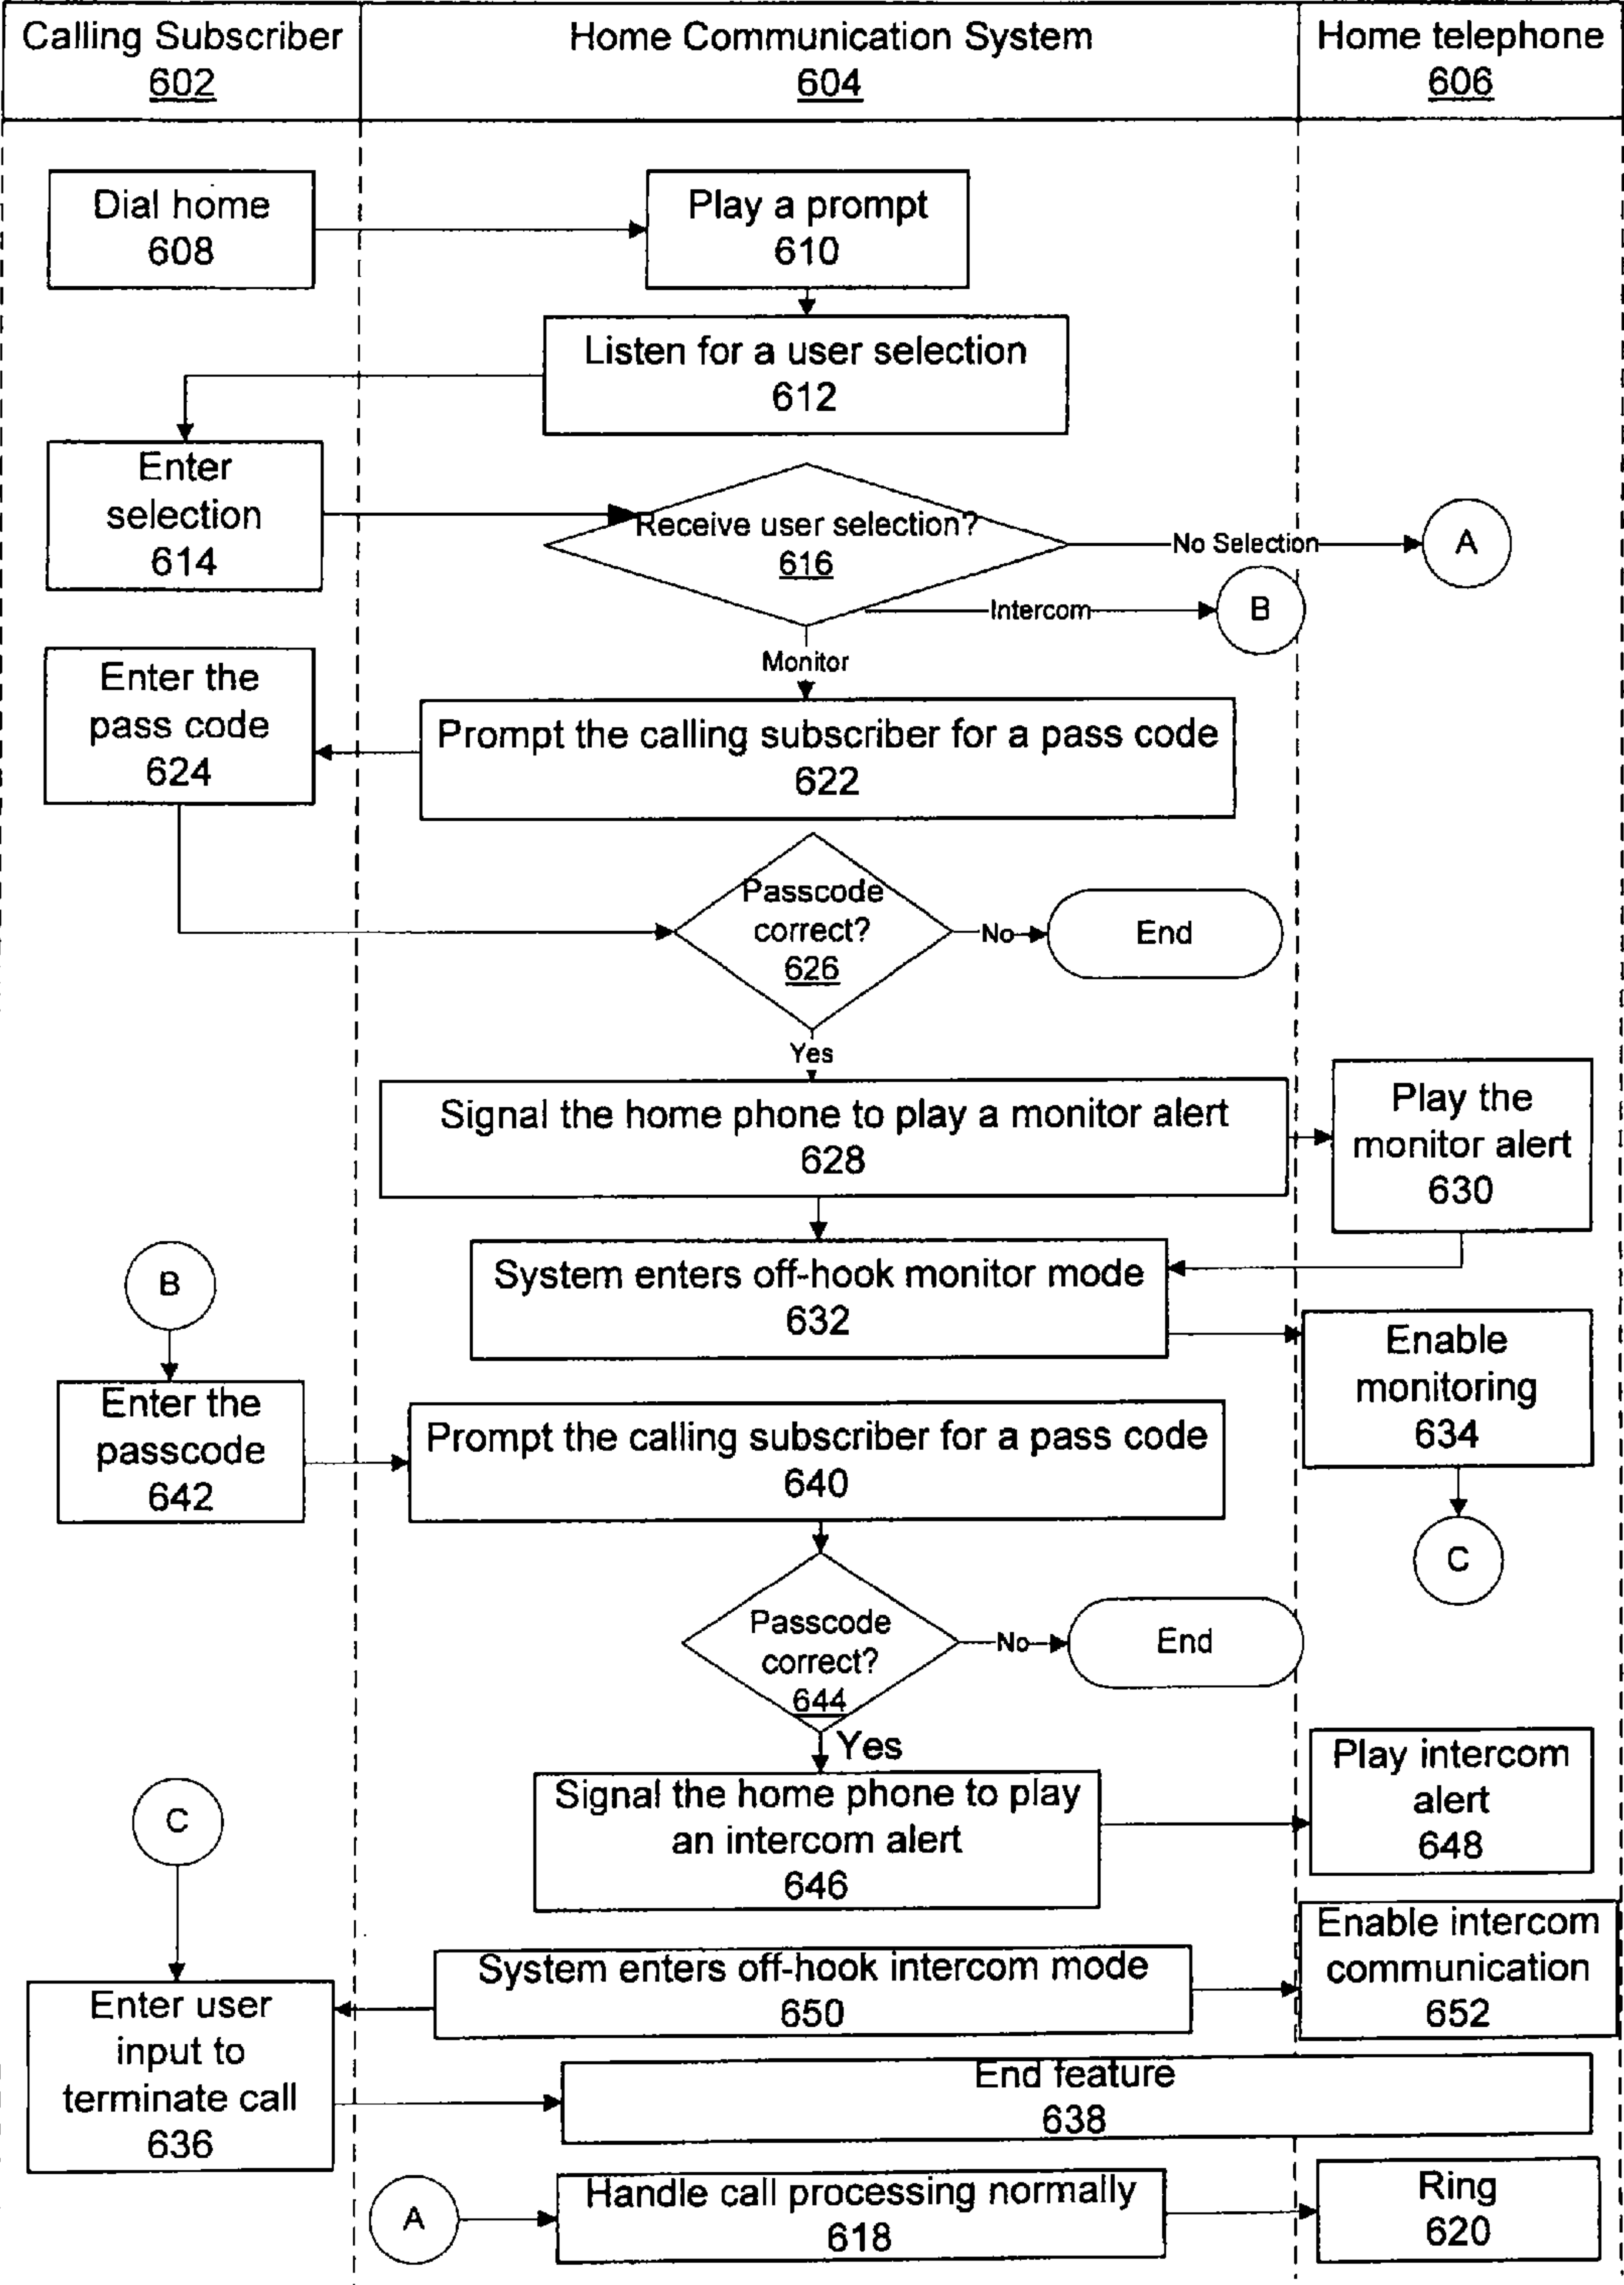 Calling Subscriber
602
Home Communication System
604
Home telephone
606
Dial home
608
Play a prompt
610
Listen for a user selection
612
Enter
selection
614
Receive user selection?
616
No Selection
A
Intercom
B
Monitor
Enter the
pass code
624
Prompt the calling subscriber for a pass code
622
Passcode
correct?
626
No
End
Yes
Signal the home phone to play a monitor alert
628
Play the
monitor alert
630
B
System enters off-hook monitor mode
632
Enable
monitoring
634
Enter the
passcode
642
Prompt the calling subscriber for a pass code
640
C
Passcode
correct?
644
No
End
Yes
C
Signal the home phone to play
an intercom alert
646
Play intercom
alert
648
System enters off-hook intercom mode
650
Enable intercom
communication
652
Enter user
input to
terminate call
636
End feature
638
A
Handle call processing normally
618
Ring
620